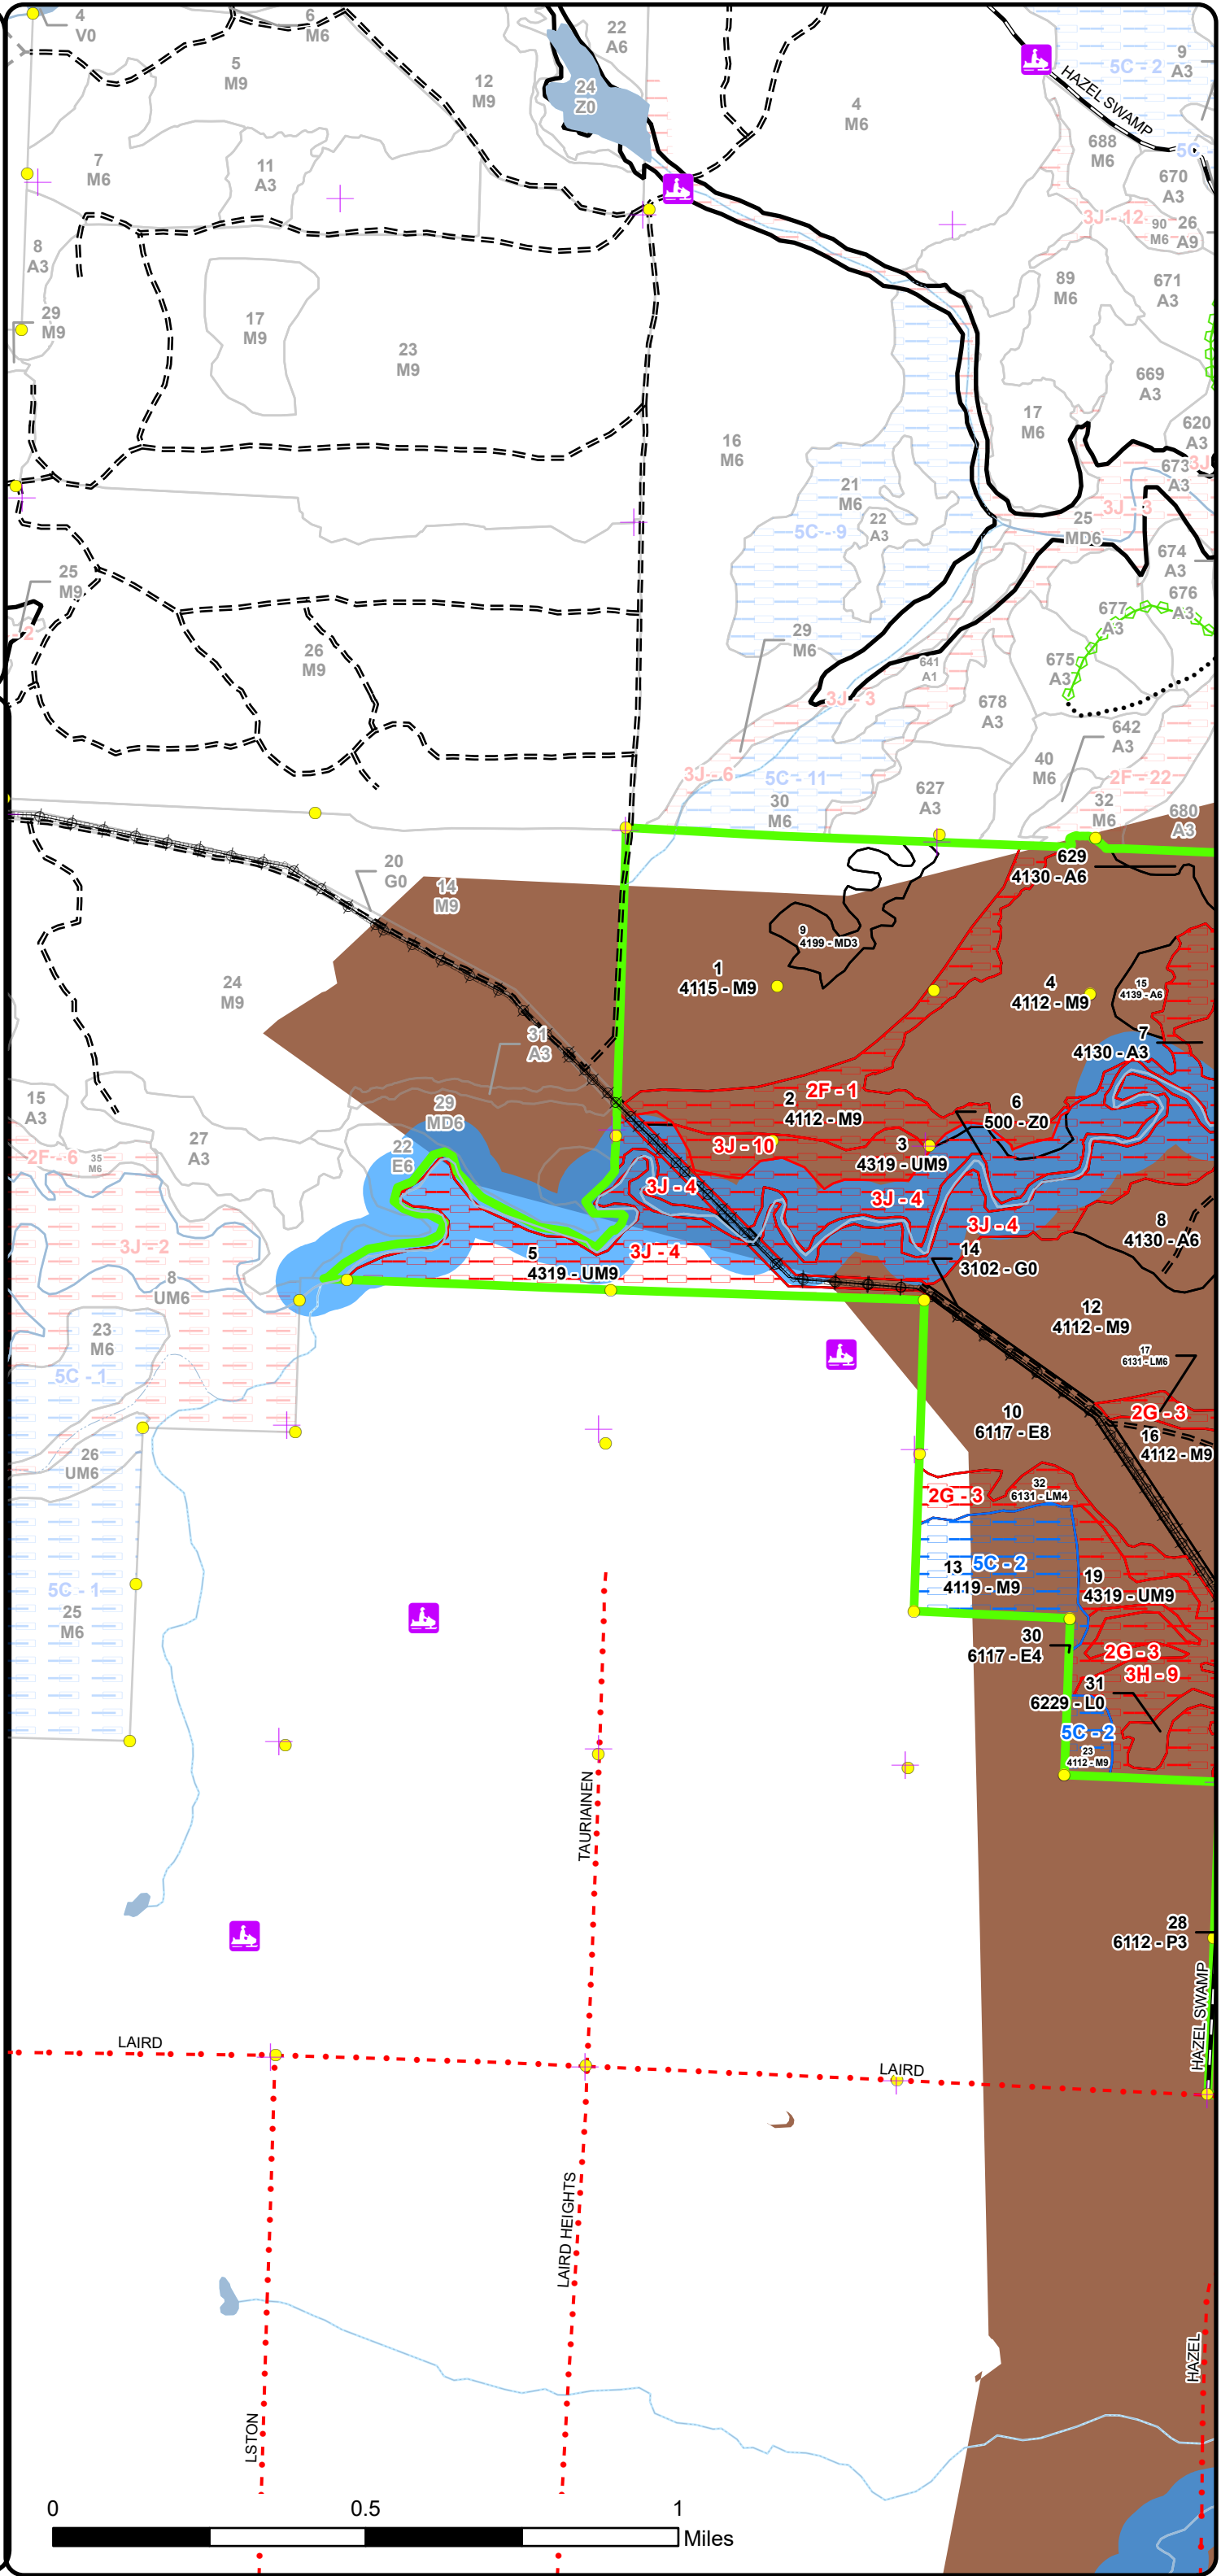 4
V0
6
M6
5
M9
22
A6
12
M9
24
Z0
4
M6
5C - 2
9
A3
HAZEL SWAMP
688
M6
5C -
670
A3
7
M6
11
A3
3J - 12
90
M6
26
A9
8
A3
89
M6
671
A3
29
M9
17
M9
23
M9
669
A3
17
M6
620
A3
16
M6
673
A3
3J
21
M6
3J - 3
22
A3
25
MD6
5C - 9
674
A3
25
M9
676
A3
677
A3
- 2
26
M9
29
M6
641
A1
675
A3
3J - 3
678
A3
642
A3
40
M6
3J - 6
5C - 11
2F - 22
627
A3
30
M6
32
M6
680
A3
629
4130 - A6
20
G0
14
M9
9
4199 - MD3
1
4115 - M9
4
4112 - M9
15
4139 - A6
24
M9
31
A3
7
4130 - A3
2F - 1
15
A3
29
MD6
2
4112 - M9
6
500 - Z0
27
A3
22
E6
3J - 10
3
4319 - UM9
2F - 6
35
M6
3J - 4
3J - 4
3J - 4
8
4130 - A6
3J - 2
5
4319 - UM9
3J - 4
14
3102 - G0
8
UM6
12
4112 - M9
23
M6
17
6131 - LM6
5C - 1
10
6117 - E8
2G - 3
16
4112 - M9
26
UM6
32
6131 - LM4
2G - 3
5C - 1
13
4119 - M9
5C - 2
19
4319 - UM9
25
M6
30
6117 - E4
2G - 3
3H - 9
31
6229 - L0
5C - 2
23
4112 - M9
TAURIAINEN
28
6112 - P3
HAZEL SWAMP
LAIRD
LAIRD
LAIRD HEIGHTS
HAZEL
LSTON
0 0.5 1
Miles